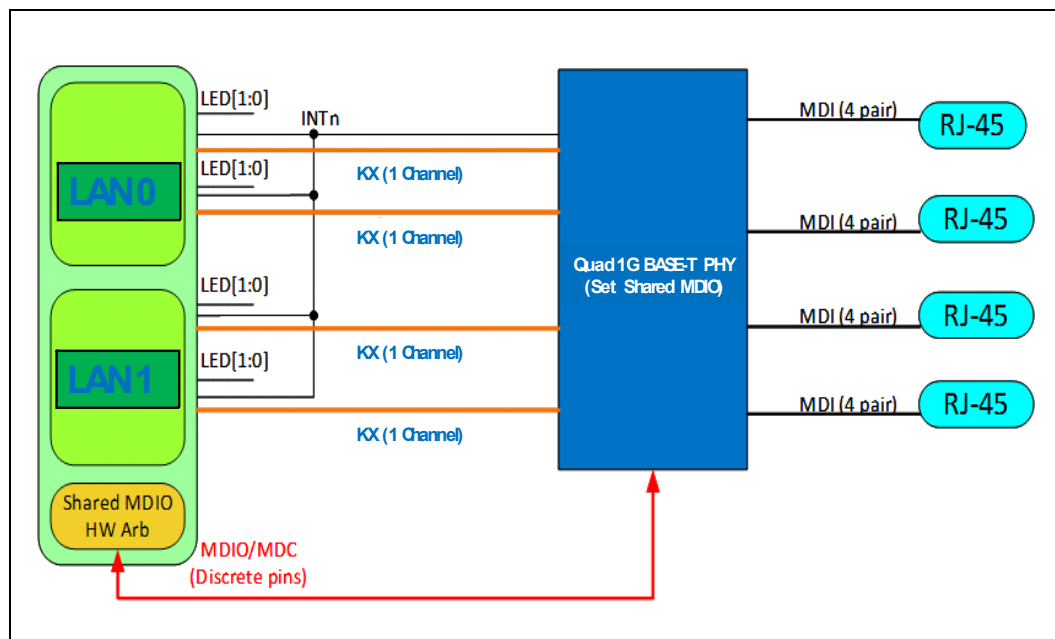 LED[1:0]
INTn
MDI (4 pair)
RJ-45
KX (1 Channel)
LED[1:0]
LAN0
KX (1 Channel)
MDI (4 pair)
RJ-45
Quad 1G BASE-T PHY
(Set Shared MDIO)
LED[1:0]
MDI (4 pair)
RJ-45
KX (1 Channel)
LED[1:0]
LAN1
MDI (4 pair)
RJ-45
KX (1 Channel)
Shared MDIO
HW Arb
MDIO/MDC
(Discrete pins)